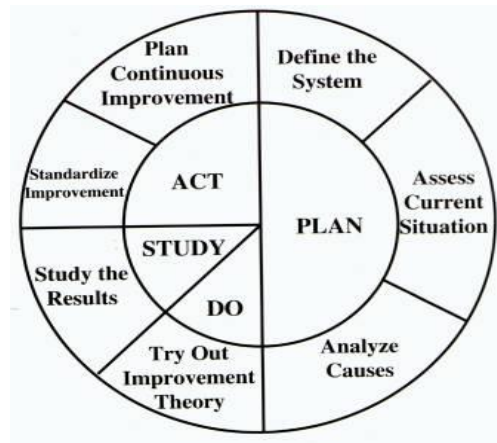 Plan
Continuous
Improvement
Define the
System
Standardize
Improvement
ACT
PLAN
Assess
Current
Situation
STUDY
Study the
Results
DO
Try Out
Improvement
Theory
Analyze
Causes